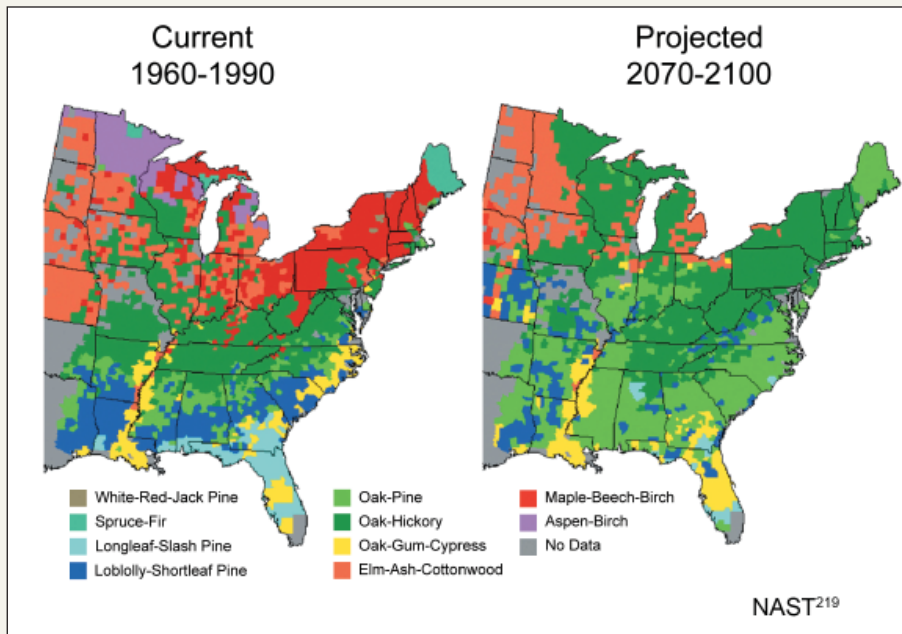 Current
1960-1990
Projected
2070-2100
White-Red-Jack Pine
Spruce-Fir
Longleaf-Slash Pine
Loblolly-Shortleaf Pine
Oak-Pine
Oak-Hickory
Oak-Gum-Cypress
Elm-Ash-Cottonwood
Maple-Beech-Birch
Aspen-Birch
No Data
NAST219